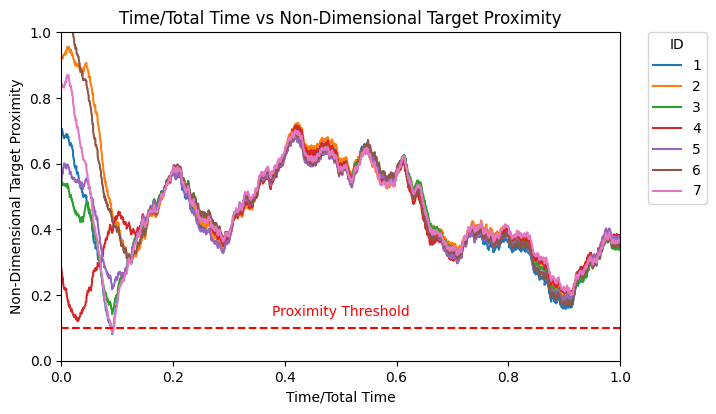 Time/Total Time vs Non-Dimensional Target Proximity
Non-Dimensional Target Proximity
1.0
0.8
0.6
0.4
0.2
0.0
Proximity Threshold
0.0 0.2 0.4 0.6 0.8 1.0
Time/Total Time
ID
1
2
3
4
5
6
7